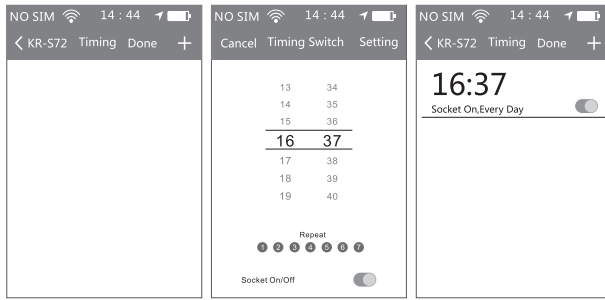 NO SIM 14 : 44
KR-S72 Timing Done +
NO SIM 14 : 44
Cancel Timing Switch Setting
13 34
14 35
15 36
16 37
17 38
18 39
19 40
Repeat
1 2 3 4 5 6 7
Socket On/Off
NO SIM 14 : 44
KR-S72 Timing Done +
16:37
Socket On,Every Day